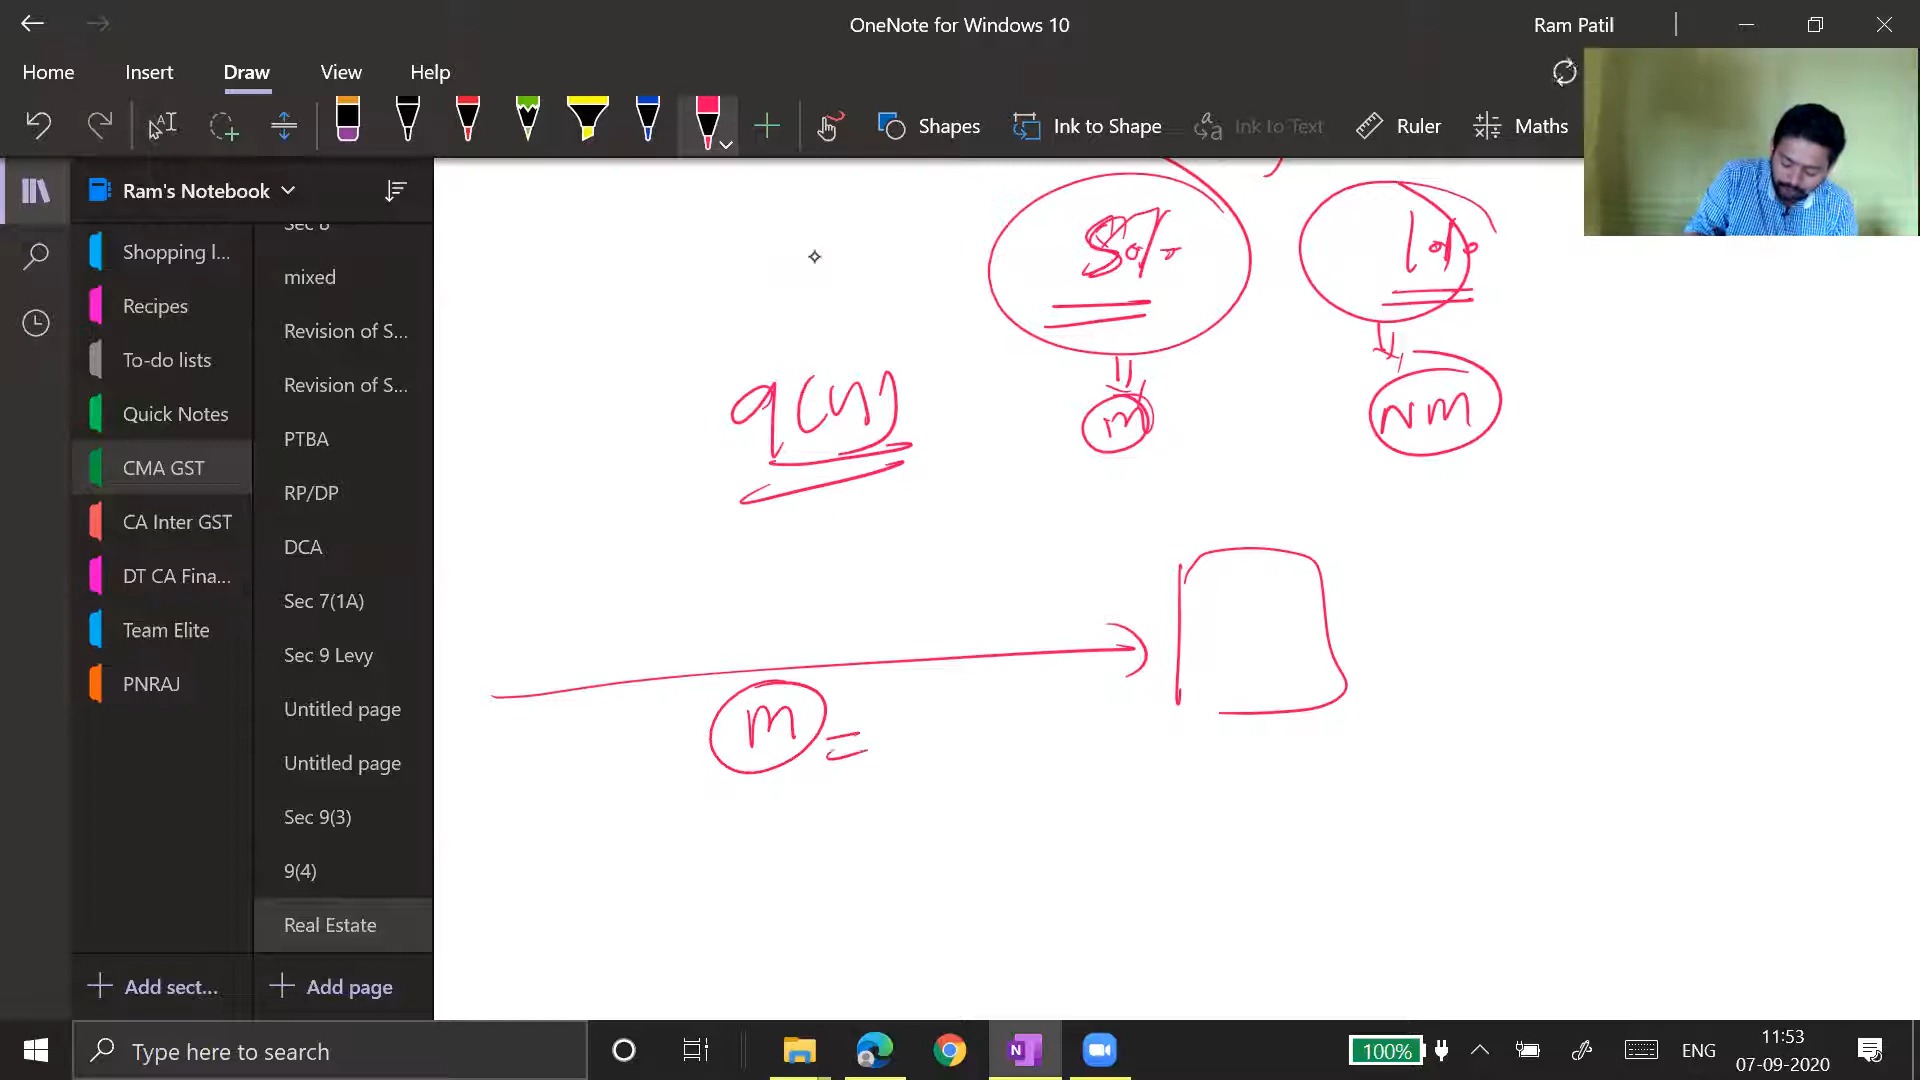 OneNote for Windows 10
Ram Patil
Home
Insert
Draw
View
Help
Shapes
Ink to Shape
Ink to Text
Ruler
Maths
Ram's Notebook
Shopping l...
Recipes
To-do lists
Quick Notes
CMA GST
CA Inter GST
DT CA Fina...
Team Elite
PNRAJ
Add sect...
Sec 8
mixed
Revision of S...
Revision of S...
PTBA
RP/DP
DCA
Sec 7(1A)
Sec 9 Levy
Untitled page
Untitled page
Sec 9(3)
9(4)
Real Estate
Add page
NM
m
9(4)
m =
Type here to search
100%
ENG
11:53
07-09-2020